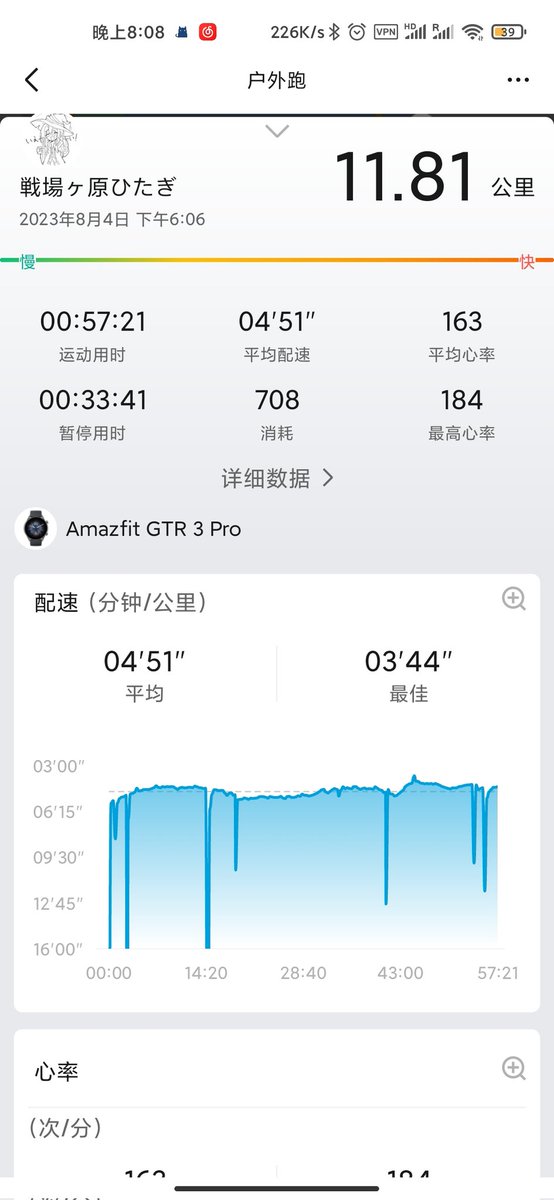 晚上8:08 226K/s VPN HD R 39
户外跑
戦場ヶ原ひたぎ
11.81 公里
2023年8月4日 下午6:06
慢 快
00:57:21 04'51" 163
运动用时 平均配速 平均心率
00:33:41 708 184
暂停用时 消耗 最高心率
详细数据
Amazfit GTR 3 Pro
配速（分钟/公里）
04'51" 03'44"
平均 最佳
03'00"
06'15"
09'30"
12'45"
16'00"
00:00 14:20 28:40 43:00 57:21
心率
（次/分）
162 184